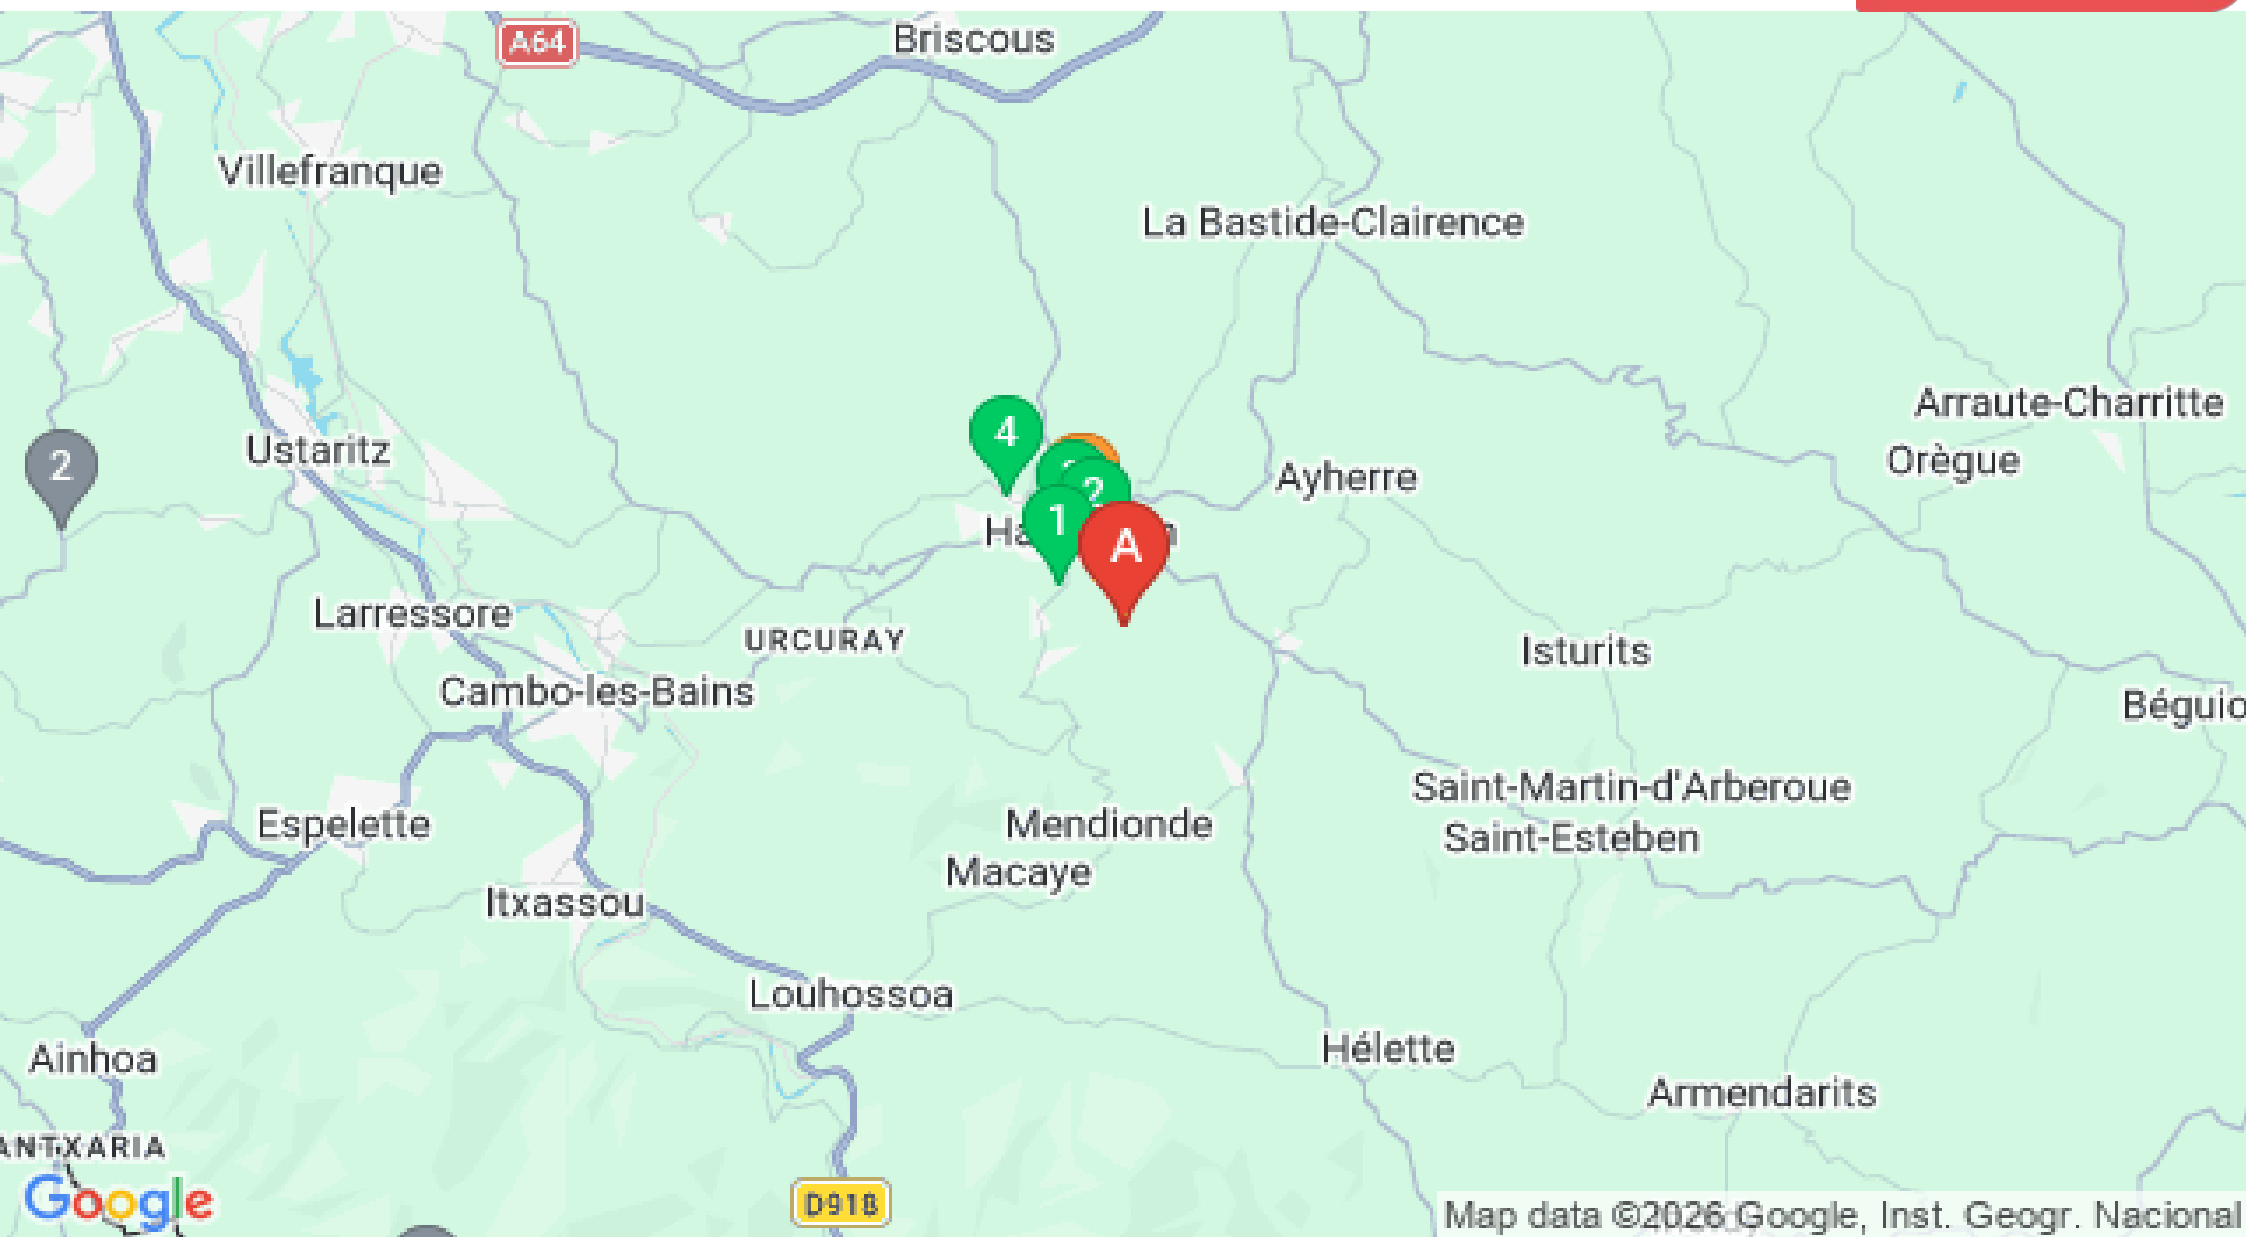 A64
Briscous
Villefranque
La Bastide-Clairence
Arraute-Charritte
4
Ustaritz
2
Orègue
Ayherre
2
1
A
Larressore
URCURAY
Isturits
Cambo-les-Bains
Béguio
Saint-Martin-d'Arberoue
Espelette
Mendionde
Saint-Esteben
Macaye
Itxassou
Louhossoa
Hélette
Ainhoa
Armendarits
ANTXARIA
Google
D918
Map data ©2026 Google, Inst. Geogr. Nacional